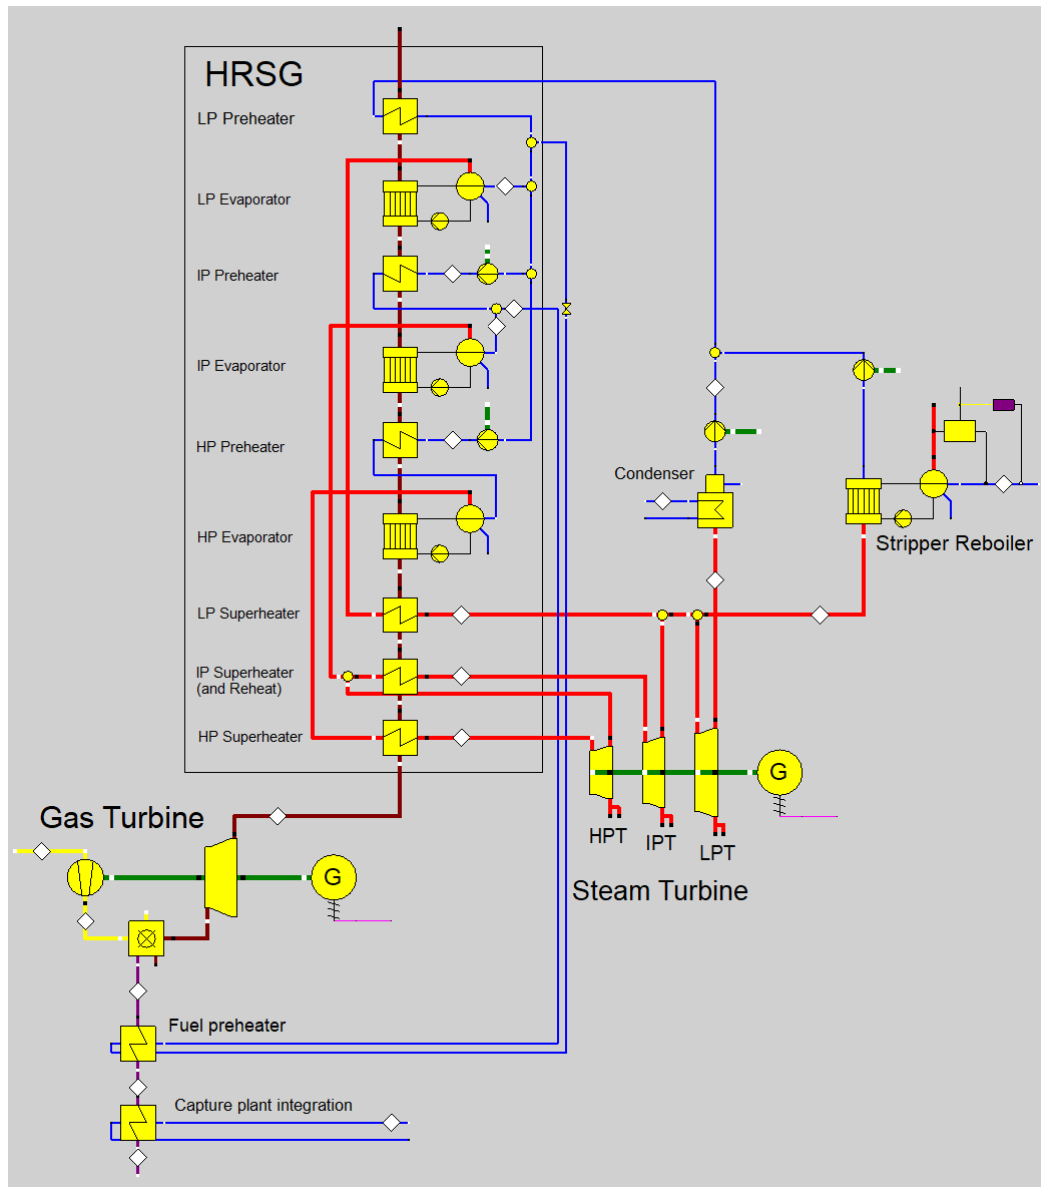 HRSG
LP Preheater
LP Evaporator
IP Preheater
IP Evaporator
HP Preheater
Condenser
HP Evaporator
Stripper Reboiler
LP Superheater
IP Superheater
(and Reheat)
HP Superheater
G
Gas Turbine
HPT
IPT
LPT
G
Steam Turbine
Fuel preheater
Capture plant integration